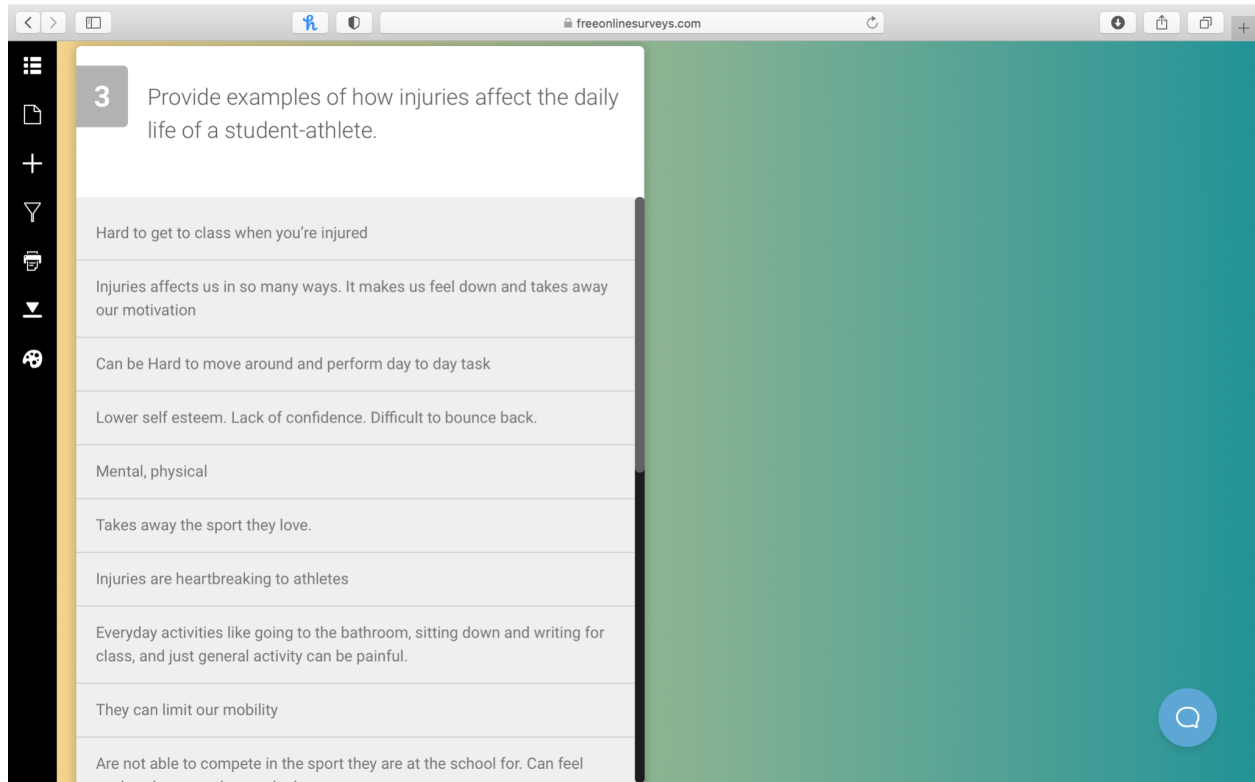 freeonlinesurveys.com
3
Provide examples of how injuries affect the daily
life of a student-athlete.
Hard to get to class when you’re injured
Injuries affects us in so many ways. It makes us feel down and takes away
our motivation
Can be Hard to move around and perform day to day task
Lower self esteem. Lack of confidence. Difficult to bounce back.
Mental, physical
Takes away the sport they love.
Injuries are heartbreaking to athletes
Everyday activities like going to the bathroom, sitting down and writing for
class, and just general activity can be painful.
They can limit our mobility
Are not able to compete in the sport they are at the school for. Can feel